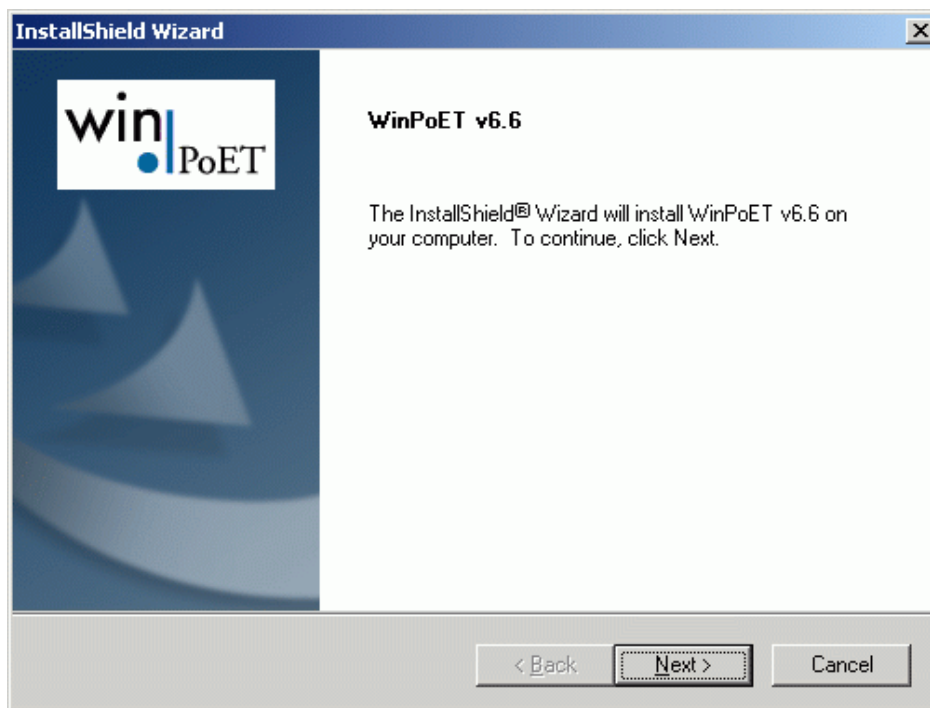 InstallShield Wizard
win
PoET
WinPoET v6.6
The InstallShield® Wizard will install WinPoET v6.6 on
your computer.  To continue, click Next.
< Back
Next >
Cancel